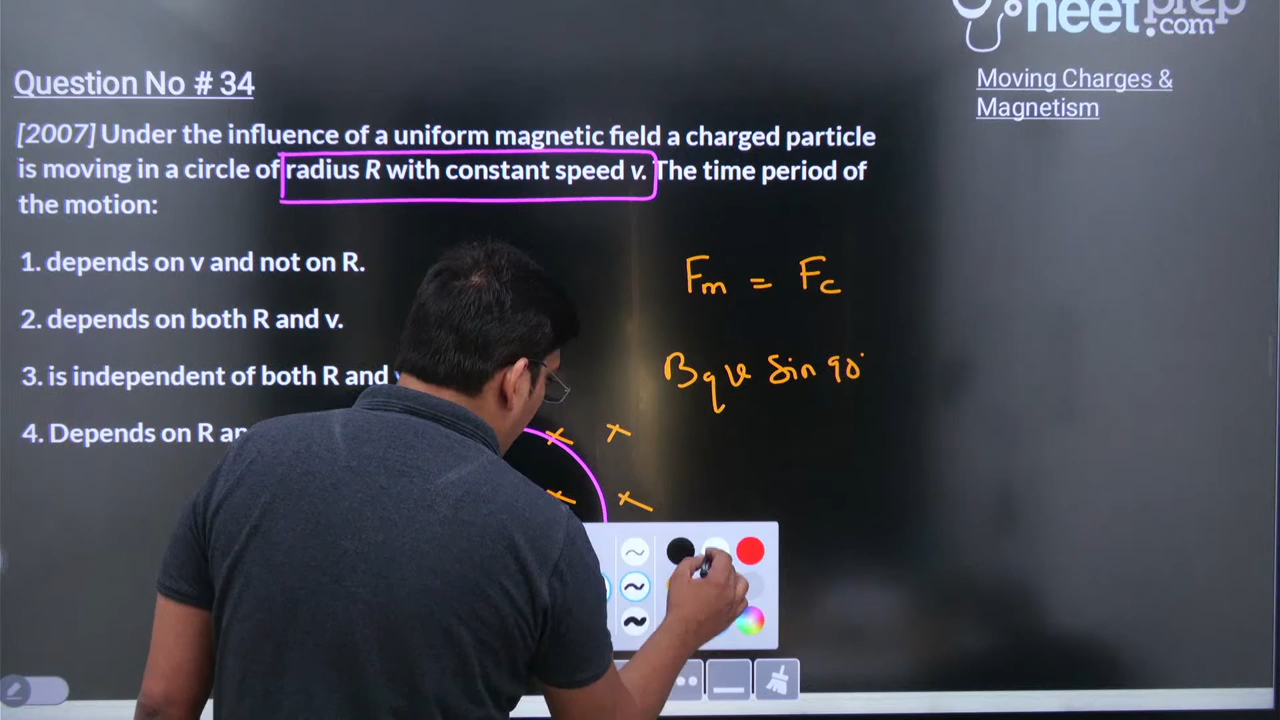 neetprep
.com
Question No # 34
Moving Charges &
Magnetism
[2007] Under the influence of a uniform magnetic field a charged particle
is moving in a circle of radius R with constant speed v. The time period of
the motion:
1. depends on v and not on R.
2. depends on both R and v.
3. is independent of both R and
4. Depends on R
Fm = Fc
Bqv Sin 90°